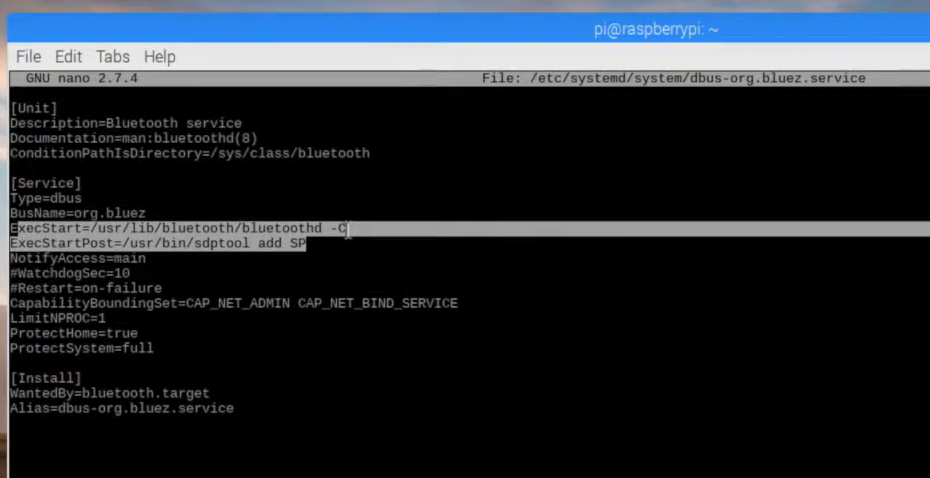 pi@raspberrypi: ~
File Edit Tabs Help
GNU nano 2.7.4 File: /etc/systemd/system/dbus-org.bluez.service
[Unit]
Description=Bluetooth service
Documentation=man:bluetoothd(8)
ConditionPathIsDirectory=/sys/class/bluetooth
[Service]
Type=dbus
BusName=org.bluez
ExecStart=/usr/lib/bluetooth/bluetoothd -C
ExecStartPost=/usr/bin/sdptool add SP
NotifyAccess=main
#WatchdogSec=10
#Restart=on-failure
CapabilityBoundingSet=CAP_NET_ADMIN CAP_NET_BIND_SERVICE
LimitNPROC=1
ProtectHome=true
ProtectSystem=full
[Install]
WantedBy=bluetooth.target
Alias=dbus-org.bluez.service